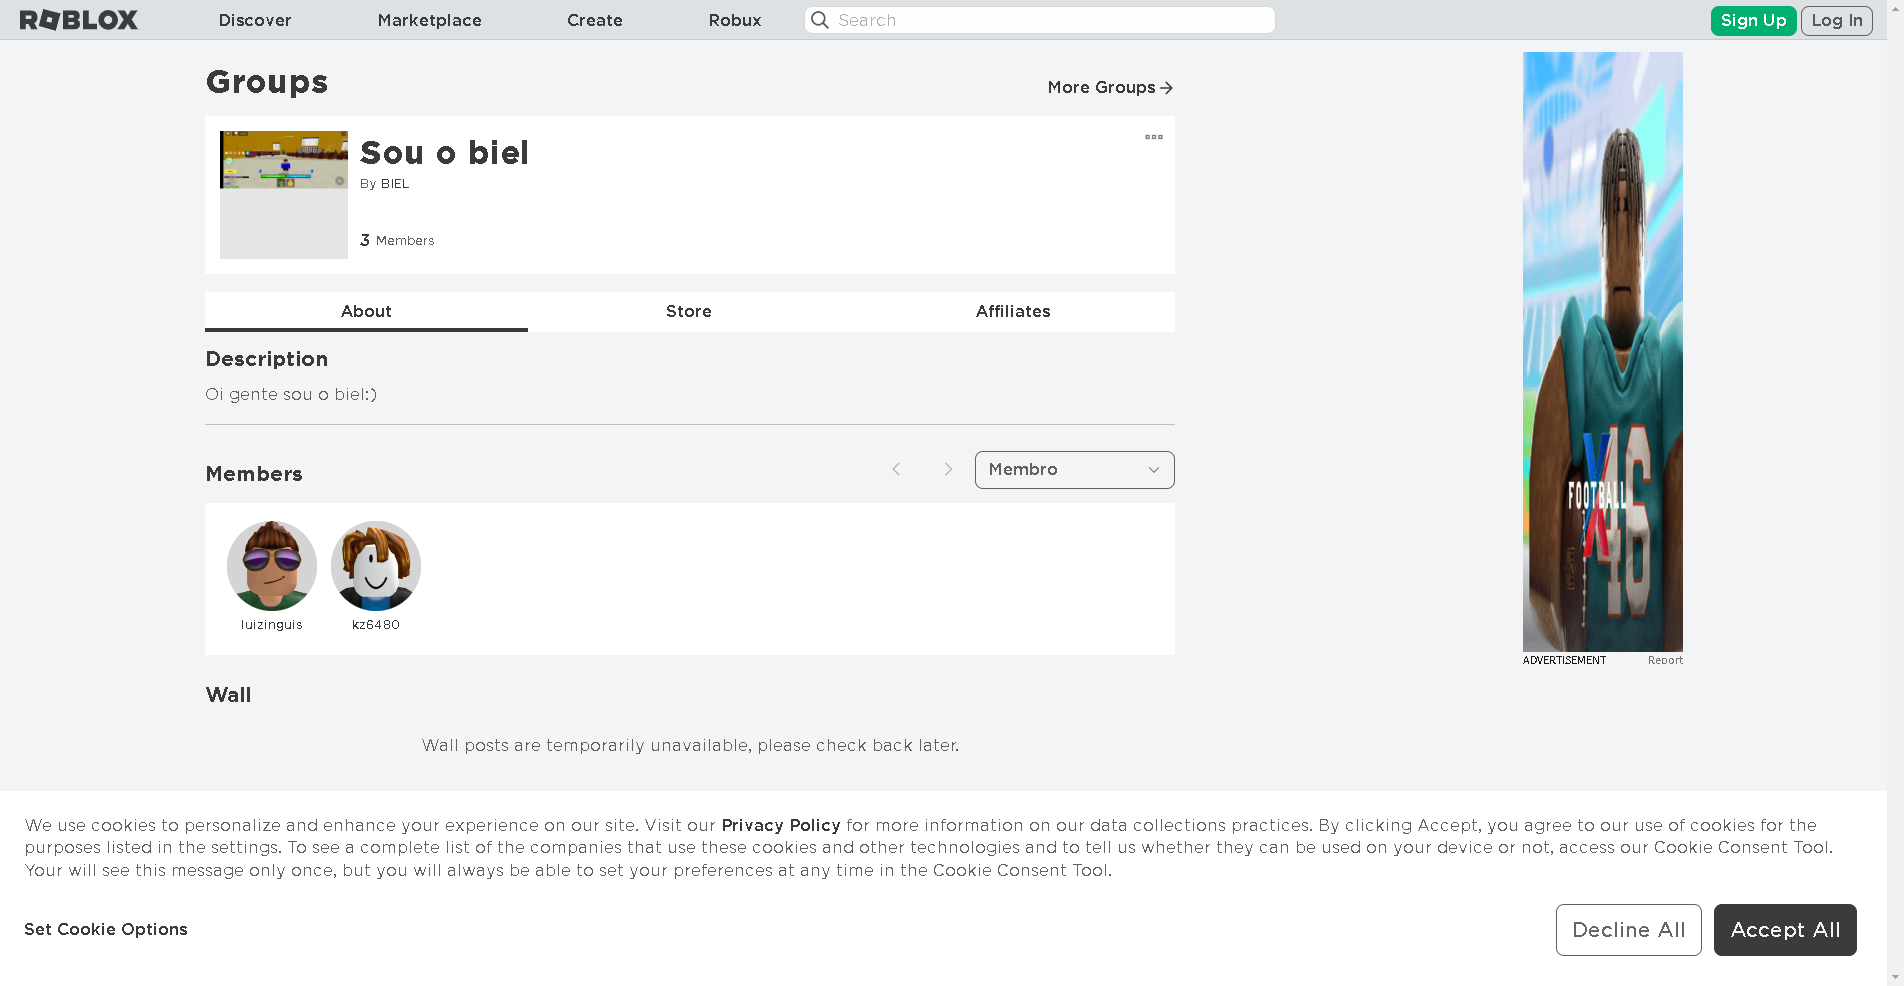 ROBLOX
Discover
Marketplace
Create
Robux
Search
Sign Up
Log In
Groups
More Groups
Sou o biel
By BIEL
3 Members
About
Store
Affiliates
Description
Oi gente sou o biel:)
Members
Membro
luizinguis
kz6480
Wall
Wall posts are temporarily unavailable, please check back later.
46
FOOTBALL
ADVERTISEMENT
Report
We use cookies to personalize and enhance your experience on our site. Visit our Privacy Policy for more information on our data collections practices. By clicking Accept, you agree to our use of cookies for the
purposes listed in the settings. To see a complete list of the companies that use these cookies and other technologies and to tell us whether they can be used on your device or not, access our Cookie Consent Tool.
Your will see this message only once, but you will always be able to set your preferences at any time in the Cookie Consent Tool.
Set Cookie Options
Decline All
Accept All